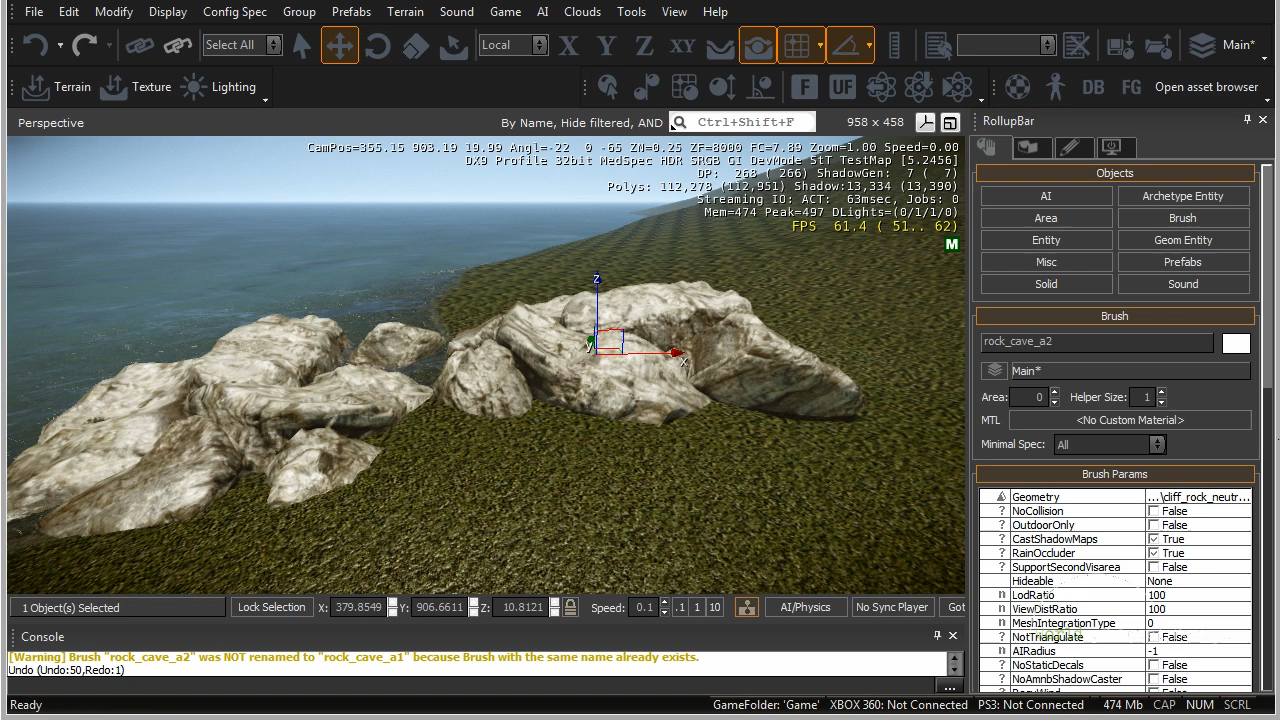 File Edit Modify Display Config Spec Group Prefabs Terrain Sound Game AI Clouds Tools View Help
Select All Local X Y Z XY Main*
Terrain Texture Lighting F UF DB FG Open asset browser
Perspective By Name, Hide filtered, AND Ctrl+Shift+F 958 x 458
CamPos=355.15 903.19 19.99 Angl=-22 0 -65 ZN=0.25 ZF=8000 FC=7.89 Zoom=1.00 Speed=0.00
DX9 Profile 32bit MedSpec HDR SRGB GI DevMode StT TestMap [5.2456]
DP: 268 ( 266) ShadowGen: 7 ( 7)
Polys: 112,278 (112,951) Shadow:13,334 (13,390)
Streaming IO: ACT: 63msec, Jobs: 0
Mem=474 Peak=497 DLights=(0/1/1/0)
FPS 61.4 ( 51.. 62)
M
z
y
x
RollupBar
Objects
AI Archetype Entity
Area Brush
Entity Geom Entity
Misc Prefabs
Solid Sound
Brush
rock_cave_a2
Main*
Area: 0 Helper Size: 1
MTL <No Custom Material>
Minimal Spec: All
Brush Params
Geometry ...\cliff_rock_neutr...
? NoCollision False
? OutdoorOnly False
? CastShadowMaps True
? RainOccluder True
? SupportSecondVisarea False
Hideable None
n LodRatio 100
n ViewDistRatio 100
n MeshIntegrationType 0
? NotTriangulate False
n AIRadius -1
? NoStaticDecals False
? NoAmnbShadowCaster False
1 Object(s) Selected Lock Selection X: 379.8549 Y: 906.6611 Z: 10.8121 Speed: 0.1 .1 1 10 AI/Physics No Sync Player Got
Console
[Warning] Brush "rock_cave_a2" was NOT renamed to "rock_cave_a1" because Brush with the same name already exists.
Undo (Undo:50,Redo:1)
...
Ready GameFolder: 'Game' XBOX 360: Not Connected PS3: Not Connected 474 Mb CAP NUM SCRL